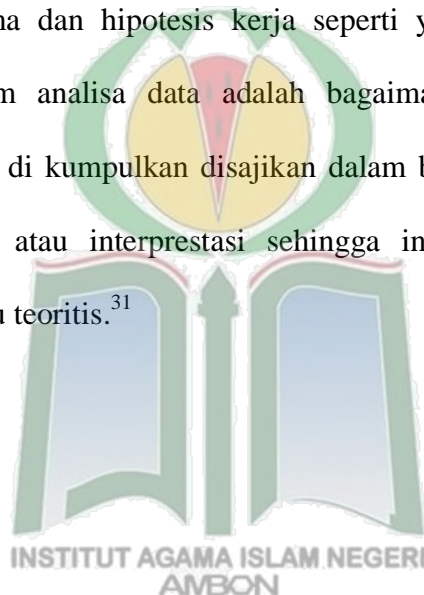 na dan hipotesis kerja seperti y
m analisa data adalah bagaima
di kumpulkan disajikan dalam b
atau interprestasi sehingga in
u teoritis.³¹
INSTITUT AGAMA ISLAM NEGERI
AMBON